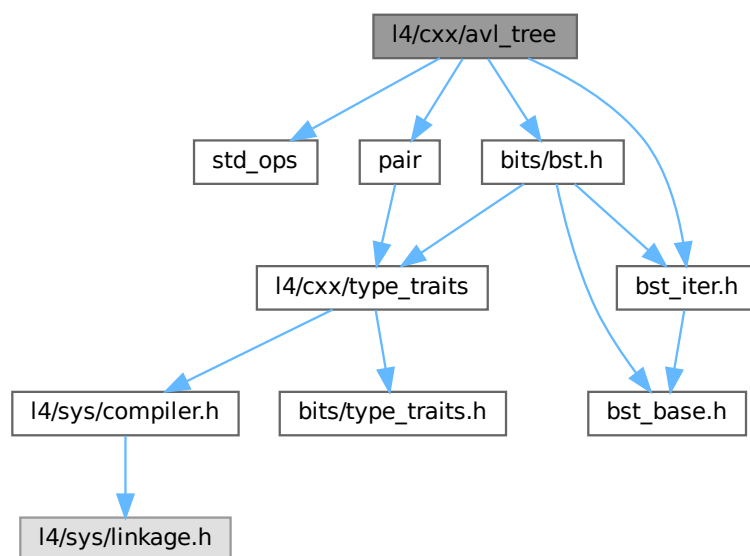 l4/cxx/avl_tree
std_ops
pair
bits/bst.h
l4/cxx/type_traits
bst_iter.h
l4/sys/compiler.h
bits/type_traits.h
bst_base.h
l4/sys/linkage.h